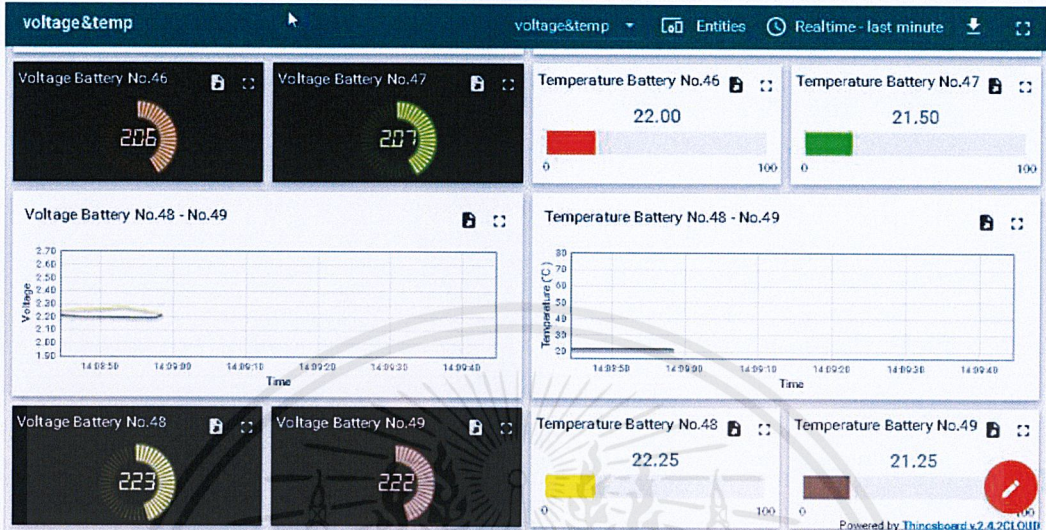 voltage&temp
voltage&temp Entities Realtime - last minute
Voltage Battery No.46
2.06
Voltage Battery No.47
2.07
Temperature Battery No.46
22.00
0 100
Temperature Battery No.47
21.50
0 100
Voltage Battery No.48 - No.49
Voltage
2.70
2.60
2.50
2.40
2.30
2.20
2.10
2.00
1.90
14:08:50 14:09:00 14:09:10 14:09:20 14:09:30 14:09:40
Time
Temperature Battery No.48 - No.49
Temperature (°C)
80
70
60
50
40
30
20
14:08:50 14:09:00 14:09:10 14:09:20 14:09:30 14:09:40
Time
Voltage Battery No.48
2.23
Voltage Battery No.49
2.22
Temperature Battery No.48
22.25
0 100
Temperature Battery No.49
21.25
0 100
Powered by Thingsboard v.2.4.2CLOUD